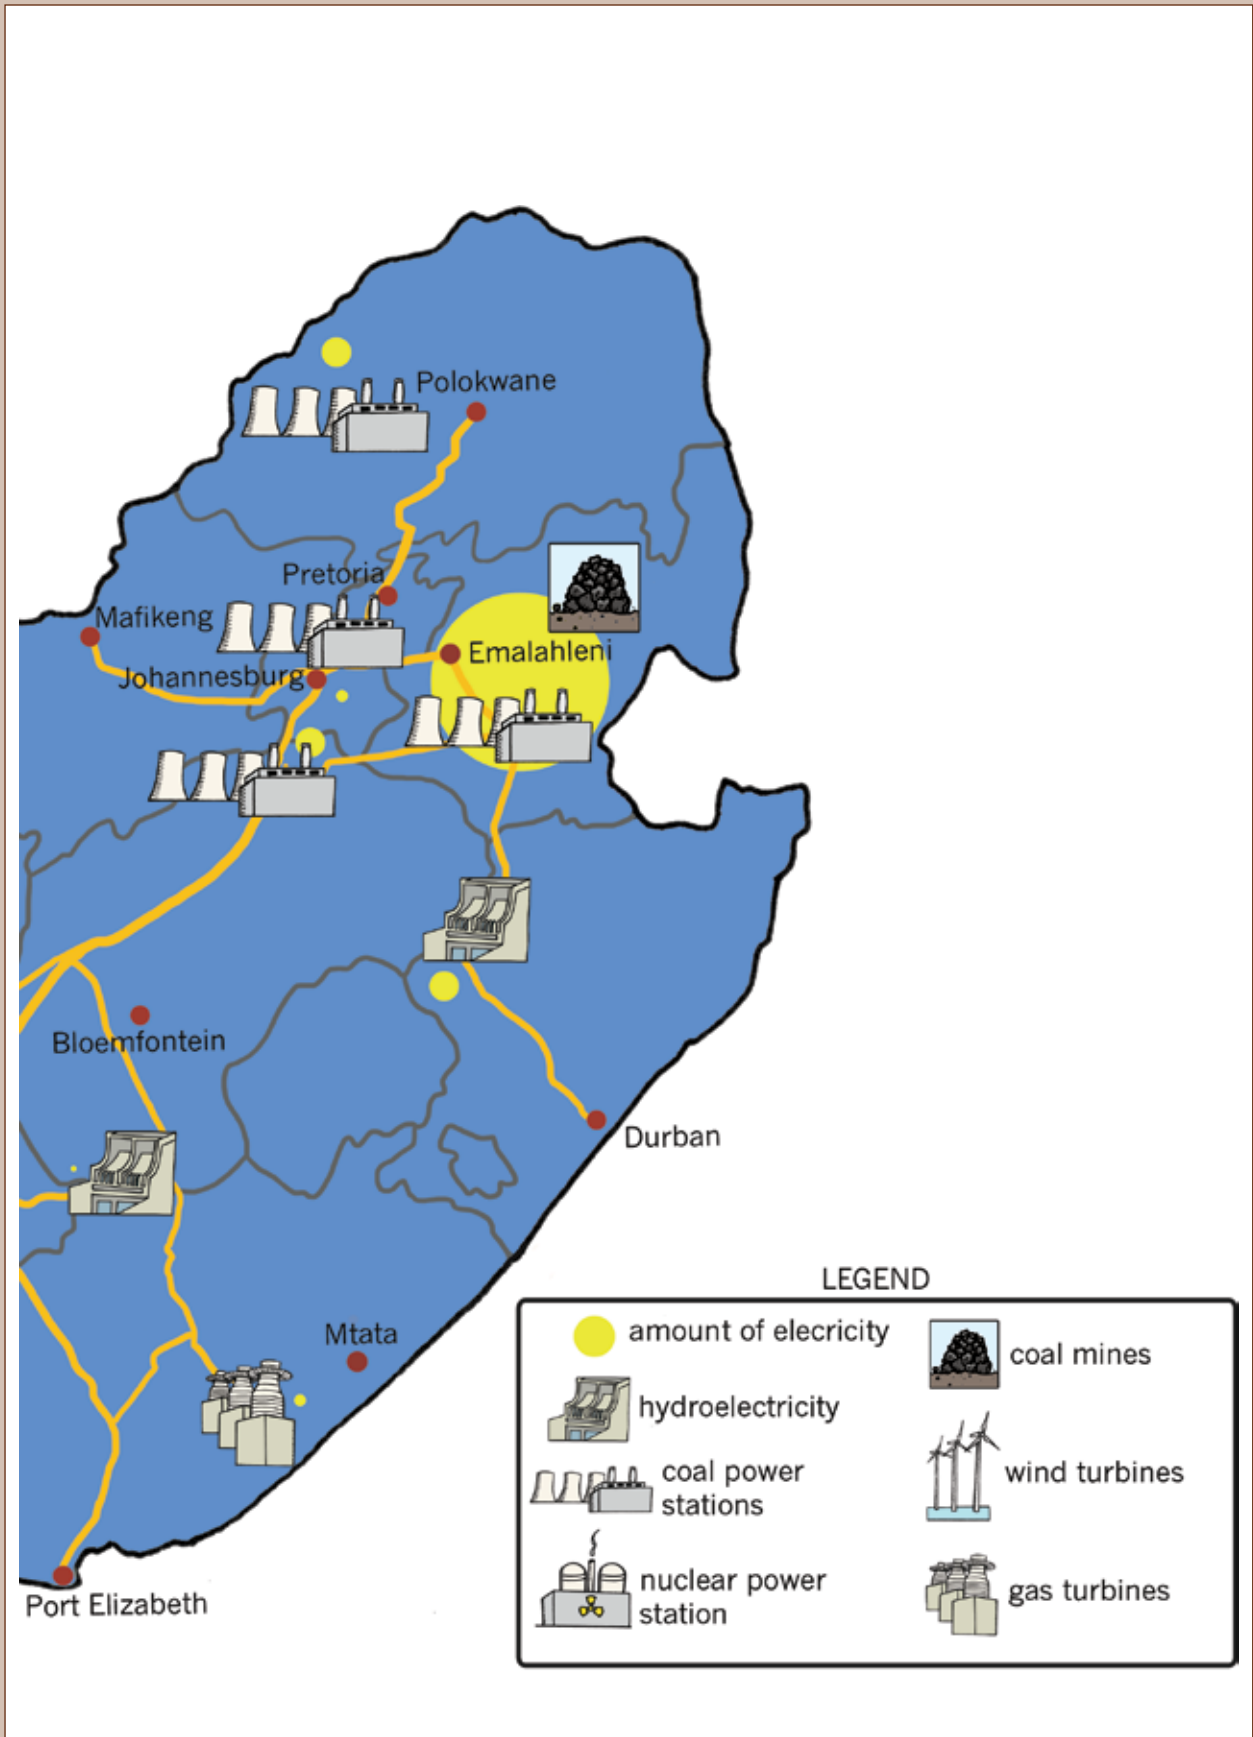 Polokwane
Pretoria
Mafikeng
Emalahleni
Johannesburg
Bloemfontein
Durban
Mtata
Port Elizabeth
LEGEND
amount of elecricity
hydroelectricity
coal power
stations
nuclear power
station
coal mines
wind turbines
gas turbines